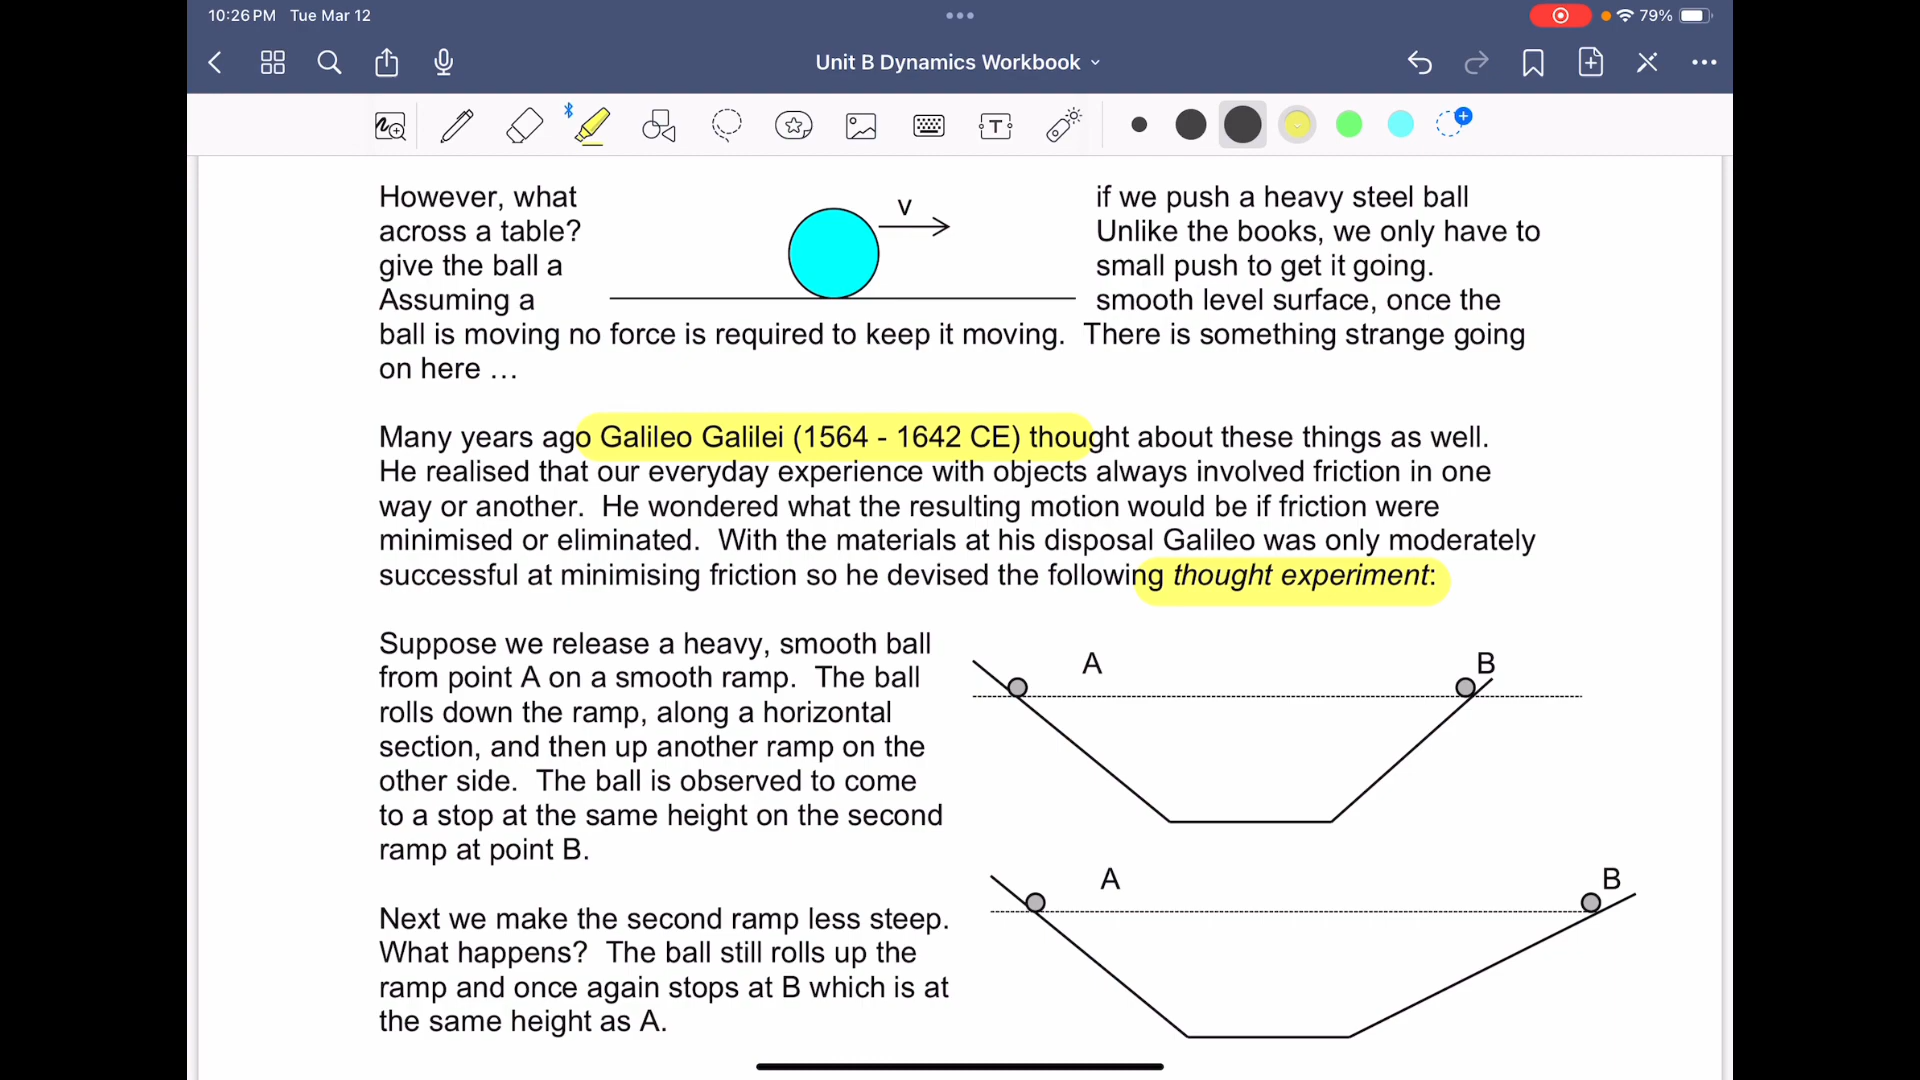 10:26 PM Tue Mar 12
79%
Unit B Dynamics Workbook
T
However, what
across a table?
give the ball a
Assuming a
v
if we push a heavy steel ball
Unlike the books, we only have to
small push to get it going.
smooth level surface, once the
ball is moving no force is required to keep it moving. There is something strange going
on here …
Many years ago Galileo Galilei (1564 - 1642 CE) thought about these things as well.
He realised that our everyday experience with objects always involved friction in one
way or another. He wondered what the resulting motion would be if friction were
minimised or eliminated. With the materials at his disposal Galileo was only moderately
successful at minimising friction so he devised the following thought experiment:
Suppose we release a heavy, smooth ball
from point A on a smooth ramp. The ball
rolls down the ramp, along a horizontal
section, and then up another ramp on the
other side. The ball is observed to come
to a stop at the same height on the second
ramp at point B.
A B
Next we make the second ramp less steep.
What happens? The ball still rolls up the
ramp and once again stops at B which is at
the same height as A.
A B